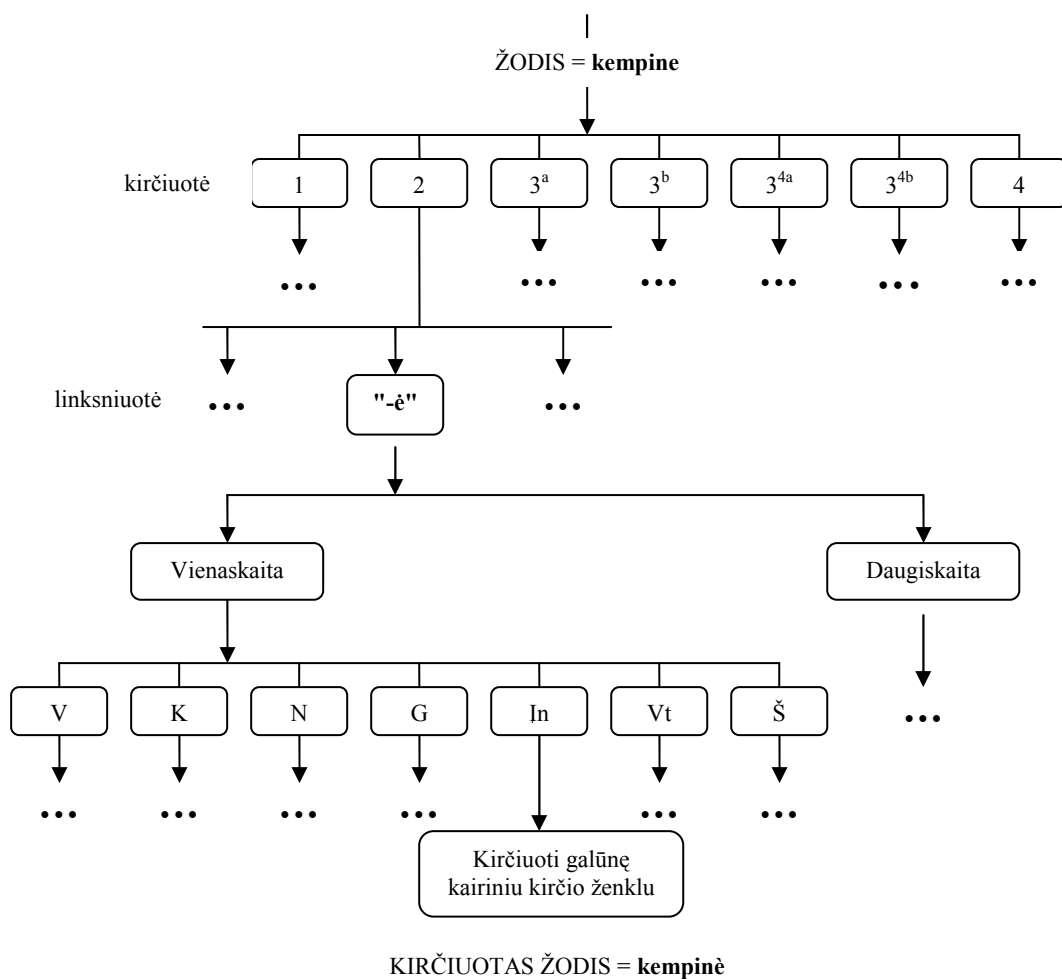 ŽODIS = kempine
kirčiuotė
1 2 3ᵃ 3ᵇ 3⁴ᵃ 3⁴ᵇ 4
... ... ... ... ... ...
linksniuotė ... "-ė" ...
Vienaskaita Daugiskaita
V K N G Įn Vt Š ...
... ... ... ... ... ...
Kirčiuoti galūnę
kairiniu kirčio ženklu
KIRČIUOTAS ŽODIS = kempinè